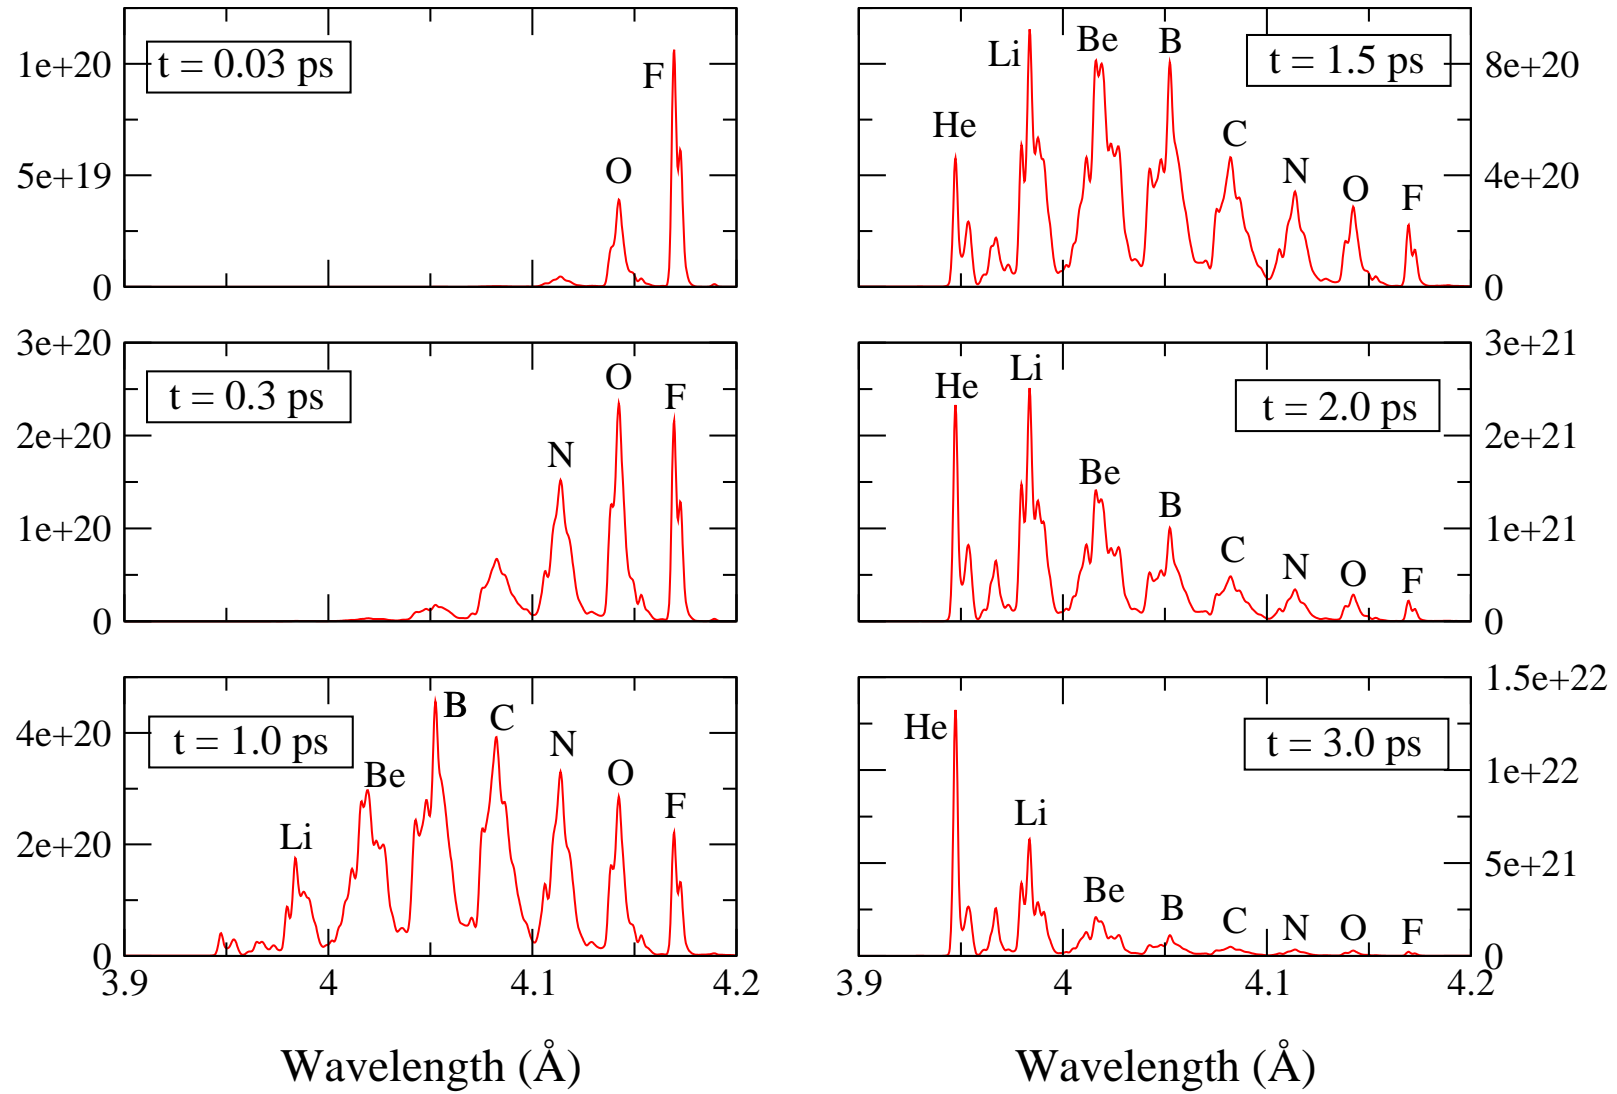 t = 0.03 ps
1e+20
5e+19
0
O
F
t = 0.3 ps
3e+20
2e+20
1e+20
0
N
O
F
t = 1.0 ps
4e+20
2e+20
0
Li
Be
B
C
N
O
F
3.9
4
4.1
4.2
Wavelength (Å)
t = 1.5 ps
8e+20
4e+20
0
He
Li
Be
B
C
N
O
F
t = 2.0 ps
3e+21
2e+21
1e+21
0
He
Li
Be
B
C
N
O
F
t = 3.0 ps
1.5e+22
1e+22
5e+21
0
He
Li
Be
B
C
N
O
F
3.9
4
4.1
4.2
Wavelength (Å)